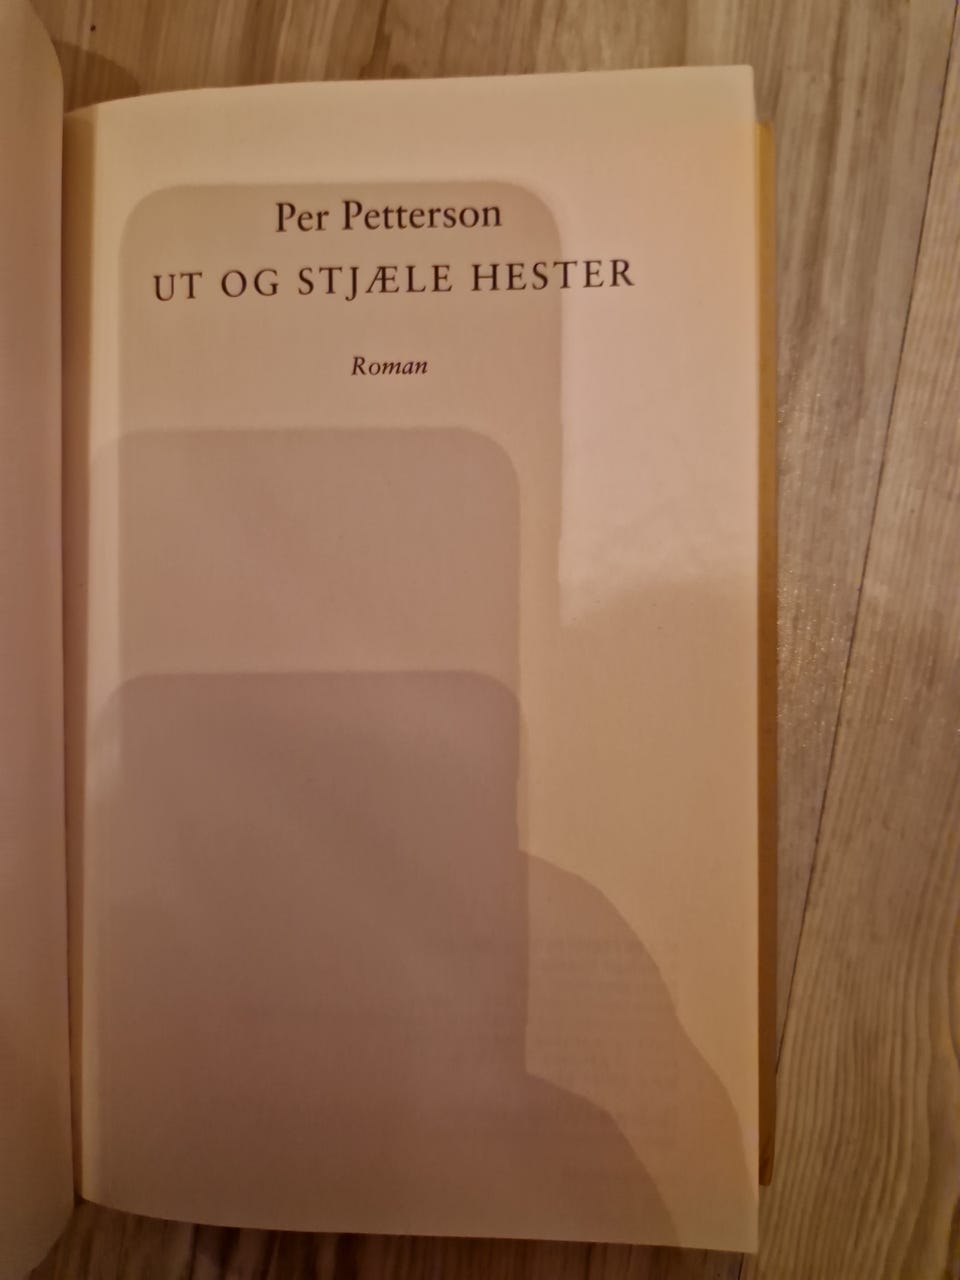 Per Petterson
UT OG STJÆLE HESTER
Roman